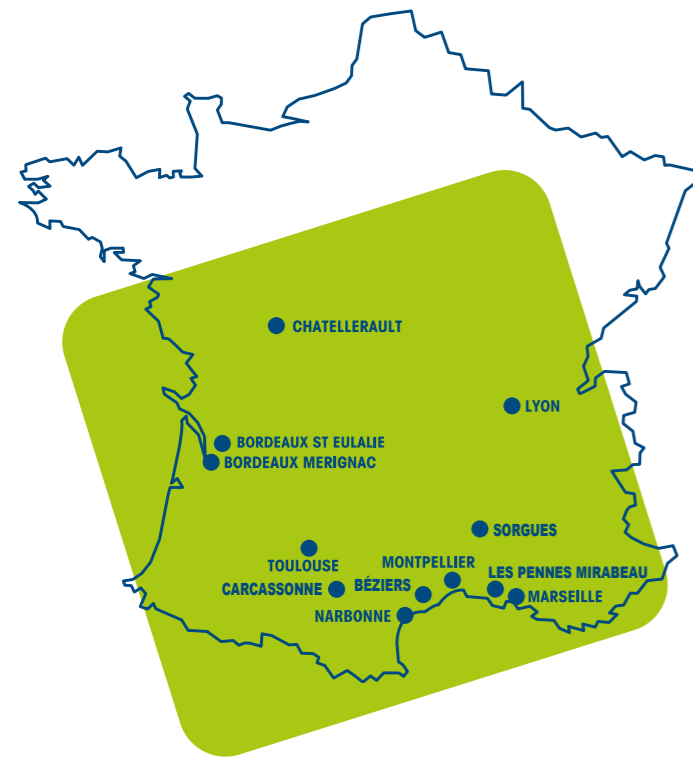 CHATELLERAULT
LYON
BORDEAUX ST EULALIE
BORDEAUX MERIGNAC
SORGUES
TOULOUSE
MONTPELLIER
LES PENNES MIRABEAU
CARCASSONNE
BÉZIERS
MARSEILLE
NARBONNE